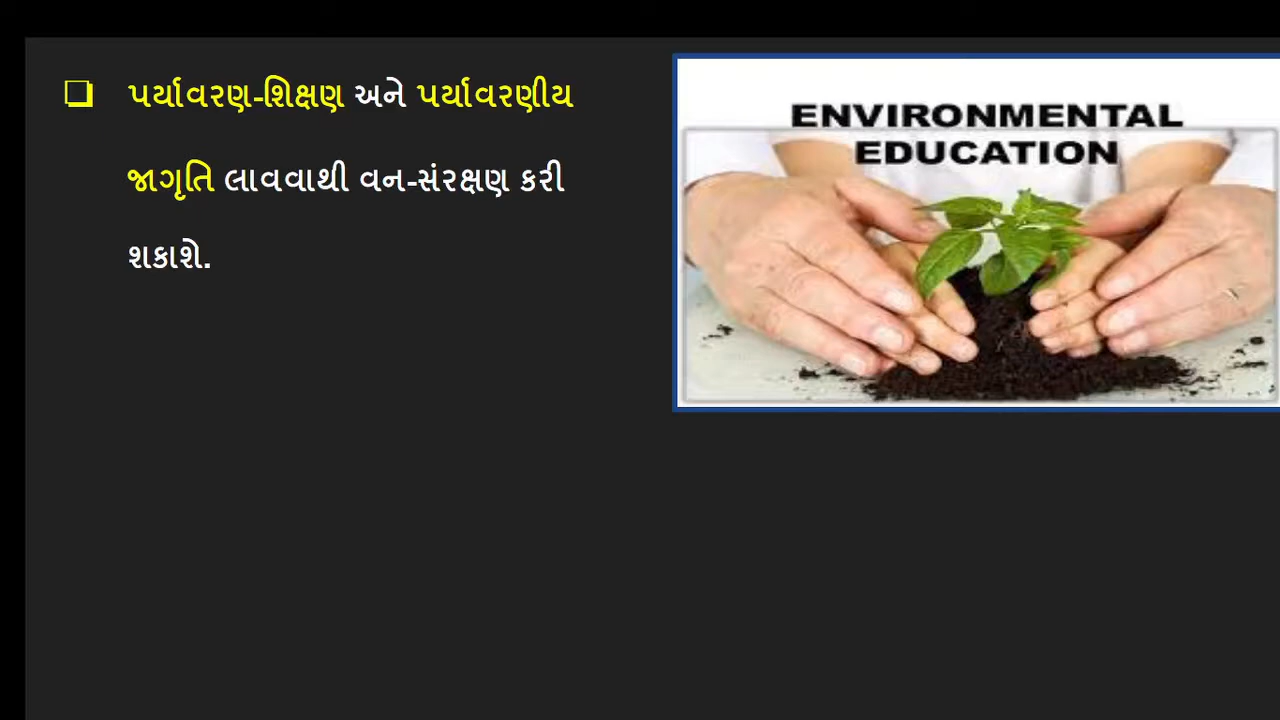 ❑ પર્યાવરણ-શિક્ષણ અને પર્યાવરણીય
જાગૃતિ લાવવાથી વન-સંરક્ષણ કરી
શકાશે.
ENVIRONMENTAL
EDUCATION